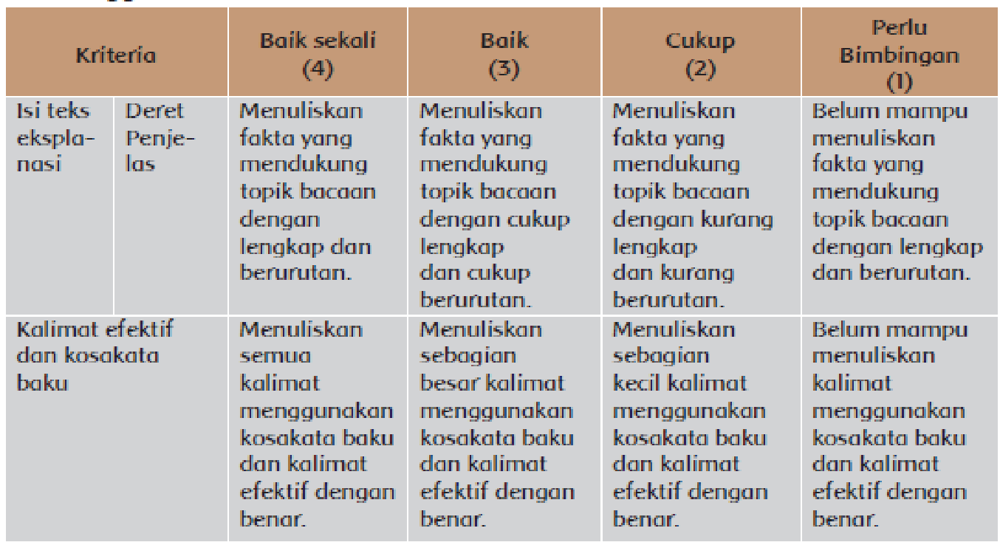 Kriteria
Baik sekali
(4)
Baik
(3)
Cukup
(2)
Perlu
Bimbingan
(1)
Isi teks
ekspla-
nasi
Deret
Penje-
las
Menuliskan
fakta yang
mendukung
topik bacaan
dengan
lengkap dan
berurutan.
Menuliskan
fakta yang
mendukung
topik bacaan
dengan cukup
lengkap
dan cukup
berurutan.
Menuliskan
fakta yang
mendukung
topik bacaan
dengan kurang
lengkap
dan kurang
berurutan.
Belum mampu
menuliskan
fakta yang
mendukung
topik bacaan
dengan lengkap
dan berurutan.
Kalimat efektif
dan kosakata
baku
Menuliskan
semua
kalimat
menggunakan
kosakata baku
dan kalimat
efektif dengan
benar.
Menuliskan
sebagian
besar kalimat
menggunakan
kosakata baku
dan kalimat
efektif dengan
benar.
Menuliskan
sebagian
kecil kalimat
menggunakan
kosakata baku
dan kalimat
efektif dengan
benar.
Belum mampu
menuliskan
kalimat
menggunakan
kosakata baku
dan kalimat
efektif dengan
benar.